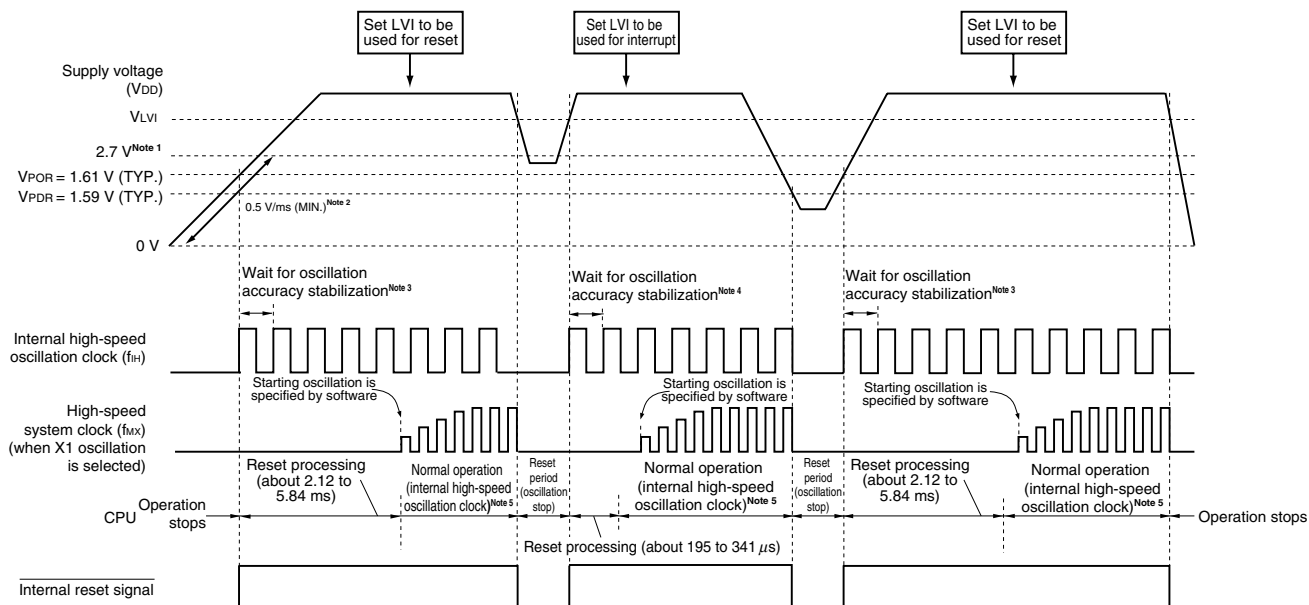 Set LVI to be
used for reset
Set LVI to be
used for interrupt
Set LVI to be
used for reset
Supply voltage
(VDD)
VLVI
2.7 V Note 1
VPOR = 1.61 V (TYP.)
VPDR = 1.59 V (TYP.)
0.5 V/ms (MIN.) Note 2
0 V
Wait for oscillation
accuracy stabilization Note 3
Wait for oscillation
accuracy stabilization Note 4
Wait for oscillation
accuracy stabilization Note 3
Internal high-speed
oscillation clock (fIH)
Starting oscillation is
specified by software
Starting oscillation is
specified by software
Starting oscillation is
specified by software
High-speed
system clock (fMX)
(when X1 oscillation
is selected)
Reset processing
(about 2.12 to
5.84 ms)
Normal operation
(internal high-speed
oscillation clock) Note 5
Reset
period
(oscillation
stop)
Normal operation
(internal high-speed
oscillation clock) Note 5
Reset
period
(oscillation
stop)
Reset processing
(about 2.12 to
5.84 ms)
Normal operation
(internal high-speed
oscillation clock) Note 5
CPU
Operation
stops
Operation stops
Reset processing (about 195 to 341 μs)
Internal reset signal